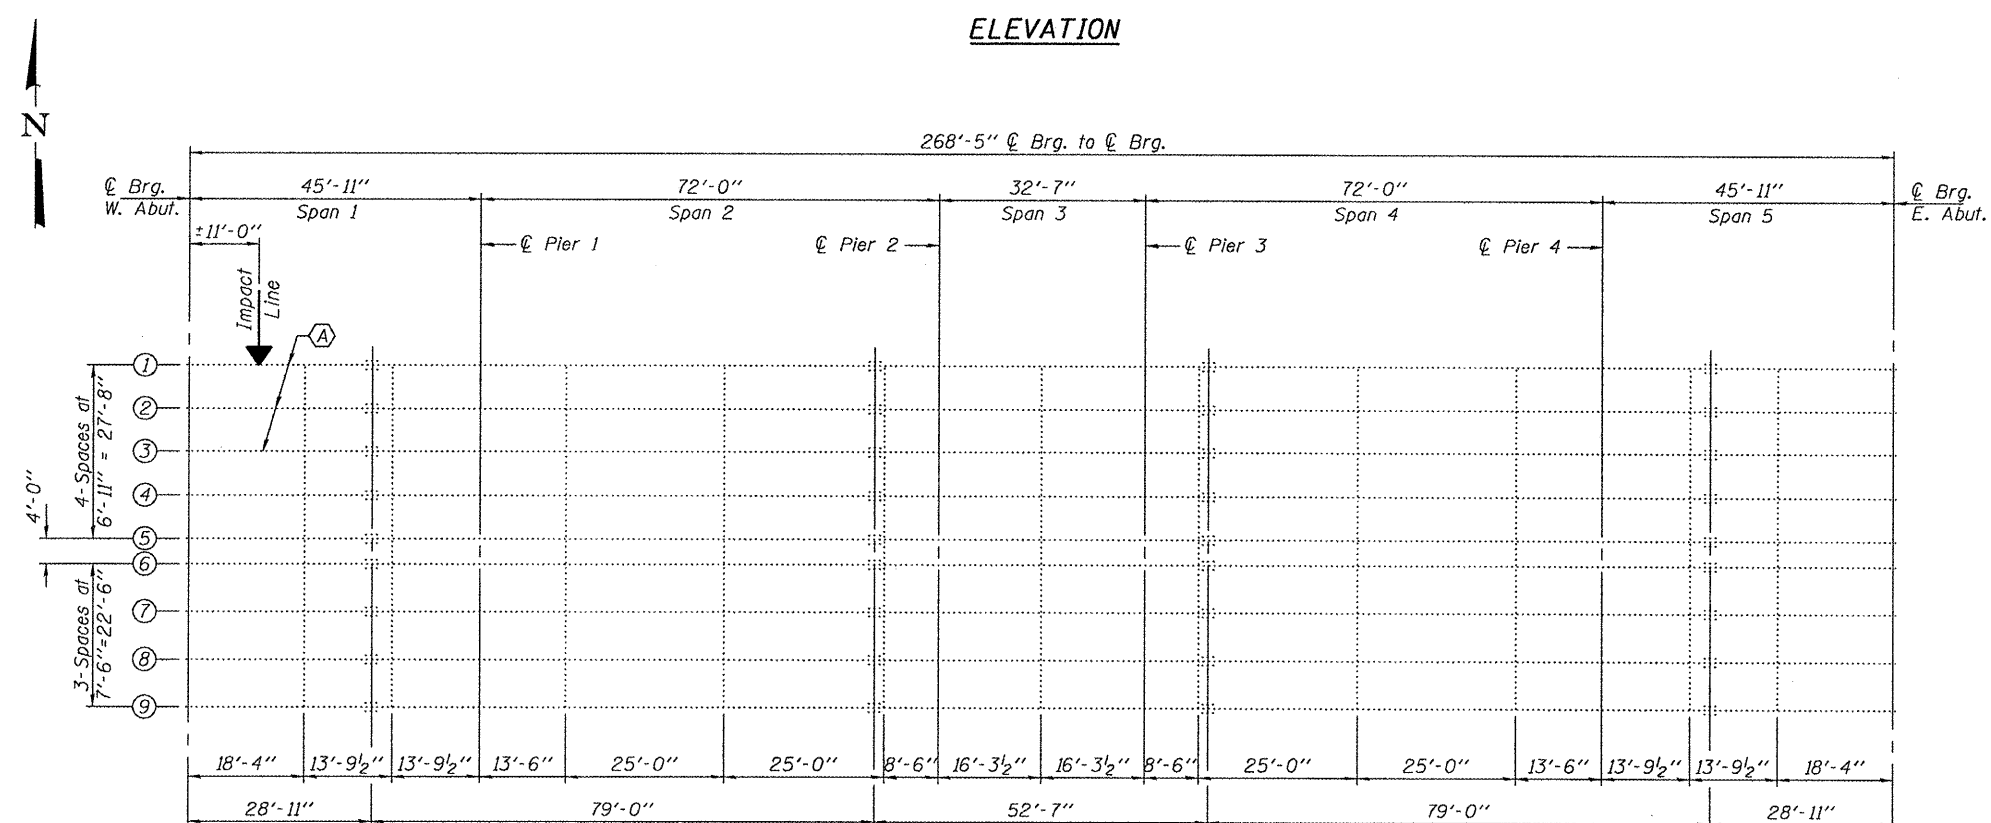 ELEVATION
N
268'-5" ℄ Brg. to ℄ Brg.
℄ Brg.
W. Abut.
45'-11"
Span 1
72'-0"
Span 2
32'-7"
Span 3
72'-0"
Span 4
45'-11"
Span 5
℄ Brg.
E. Abut.
±11'-0"
℄ Pier 1
℄ Pier 2
℄ Pier 3
℄ Pier 4
Impact
Line
A
1
2
3
4
5
6
7
8
9
4-Spaces at
6'-11" = 27'-8"
4'-0"
3-Spaces at
7'-6"=22'-6"
18'-4" 13'-9½" 13'-9½" 13'-6" 25'-0" 25'-0" 8'-6" 16'-3½" 16'-3½" 8'-6" 25'-0" 25'-0" 13'-6" 13'-9½" 13'-9½" 18'-4"
28'-11" 79'-0" 52'-7" 79'-0" 28'-11"